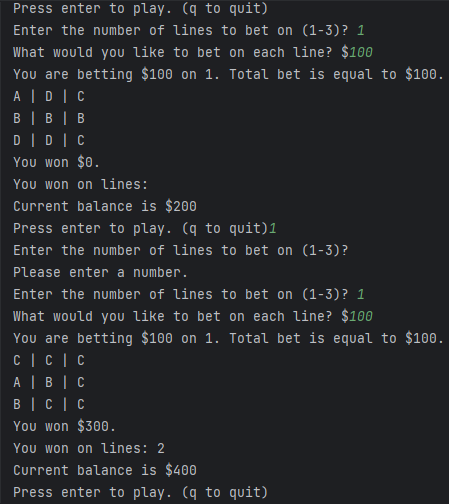 Press enter to play. (q to quit)
Enter the number of lines to bet on (1-3)? 1
What would you like to bet on each line? $100
You are betting $100 on 1. Total bet is equal to $100.
A | D | C
B | B | B
D | D | C
You won $0.
You won on lines:
Current balance is $200
Press enter to play. (q to quit)1
Enter the number of lines to bet on (1-3)?
Please enter a number.
Enter the number of lines to bet on (1-3)? 1
What would you like to bet on each line? $100
You are betting $100 on 1. Total bet is equal to $100.
C | C | C
A | B | C
B | C | C
You won $300.
You won on lines: 2
Current balance is $400
Press enter to play. (q to quit)